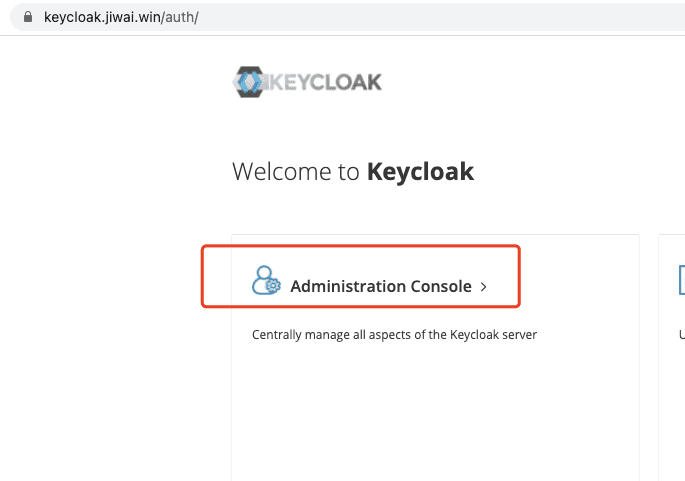 keycloak.jiwai.win/auth/
KEYCLOAK
Welcome to Keycloak
Administration Console >
Centrally manage all aspects of the Keycloak server
U